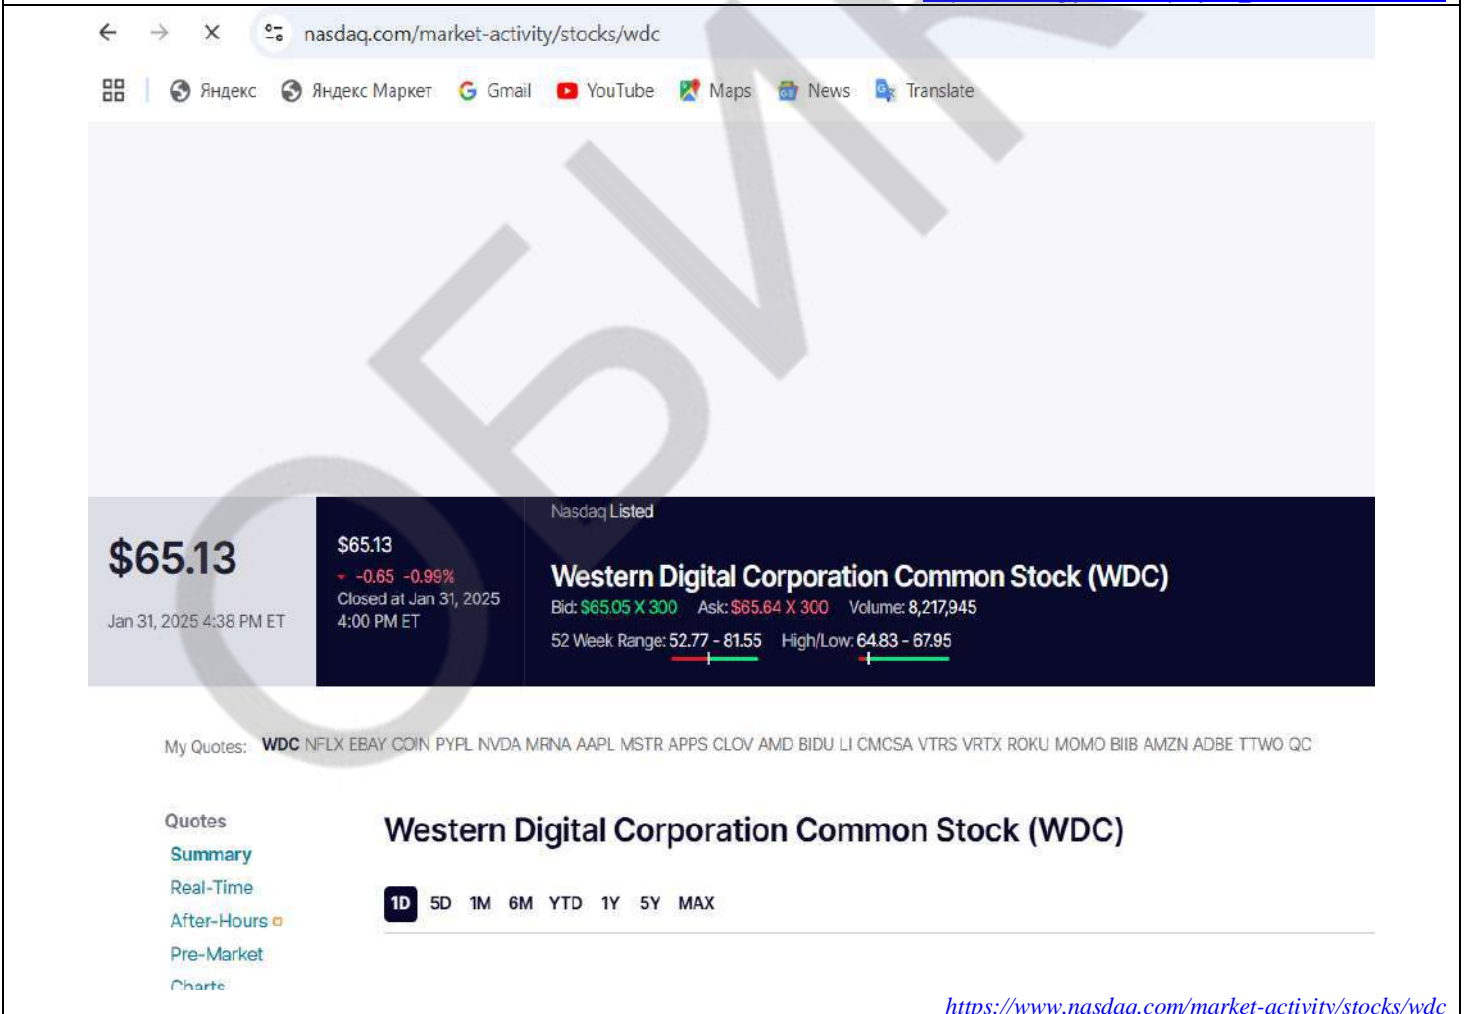 nasdaq.com/market-activity/stocks/wdc
Яндекс Яндекс Маркет Gmail YouTube Maps News Translate
Nasdaq Listed
$65.13
Jan 31, 2025 4:38 PM ET
$65.13
-0.65 -0.99%
Closed at Jan 31, 2025
4:00 PM ET
Western Digital Corporation Common Stock (WDC)
Bid: $65.05 X 300 Ask: $65.64 X 300 Volume: 8,217,945
52 Week Range: 52.77 - 81.55 High/Low: 64.83 - 67.95
My Quotes: WDC NFLX EBAY COIN PYPL NVDA MRNA AAPL MSTR APPS CLOV AMD BIDU LI CMCSA VTRS VRTX ROKU MOMO BIIB AMZN ADBE TTWO QC
Quotes
Summary
Real-Time
After-Hours
Pre-Market
Charts
Western Digital Corporation Common Stock (WDC)
1D 5D 1M 6M YTD 1Y 5Y MAX
https://www.nasdaq.com/market-activity/stocks/wdc